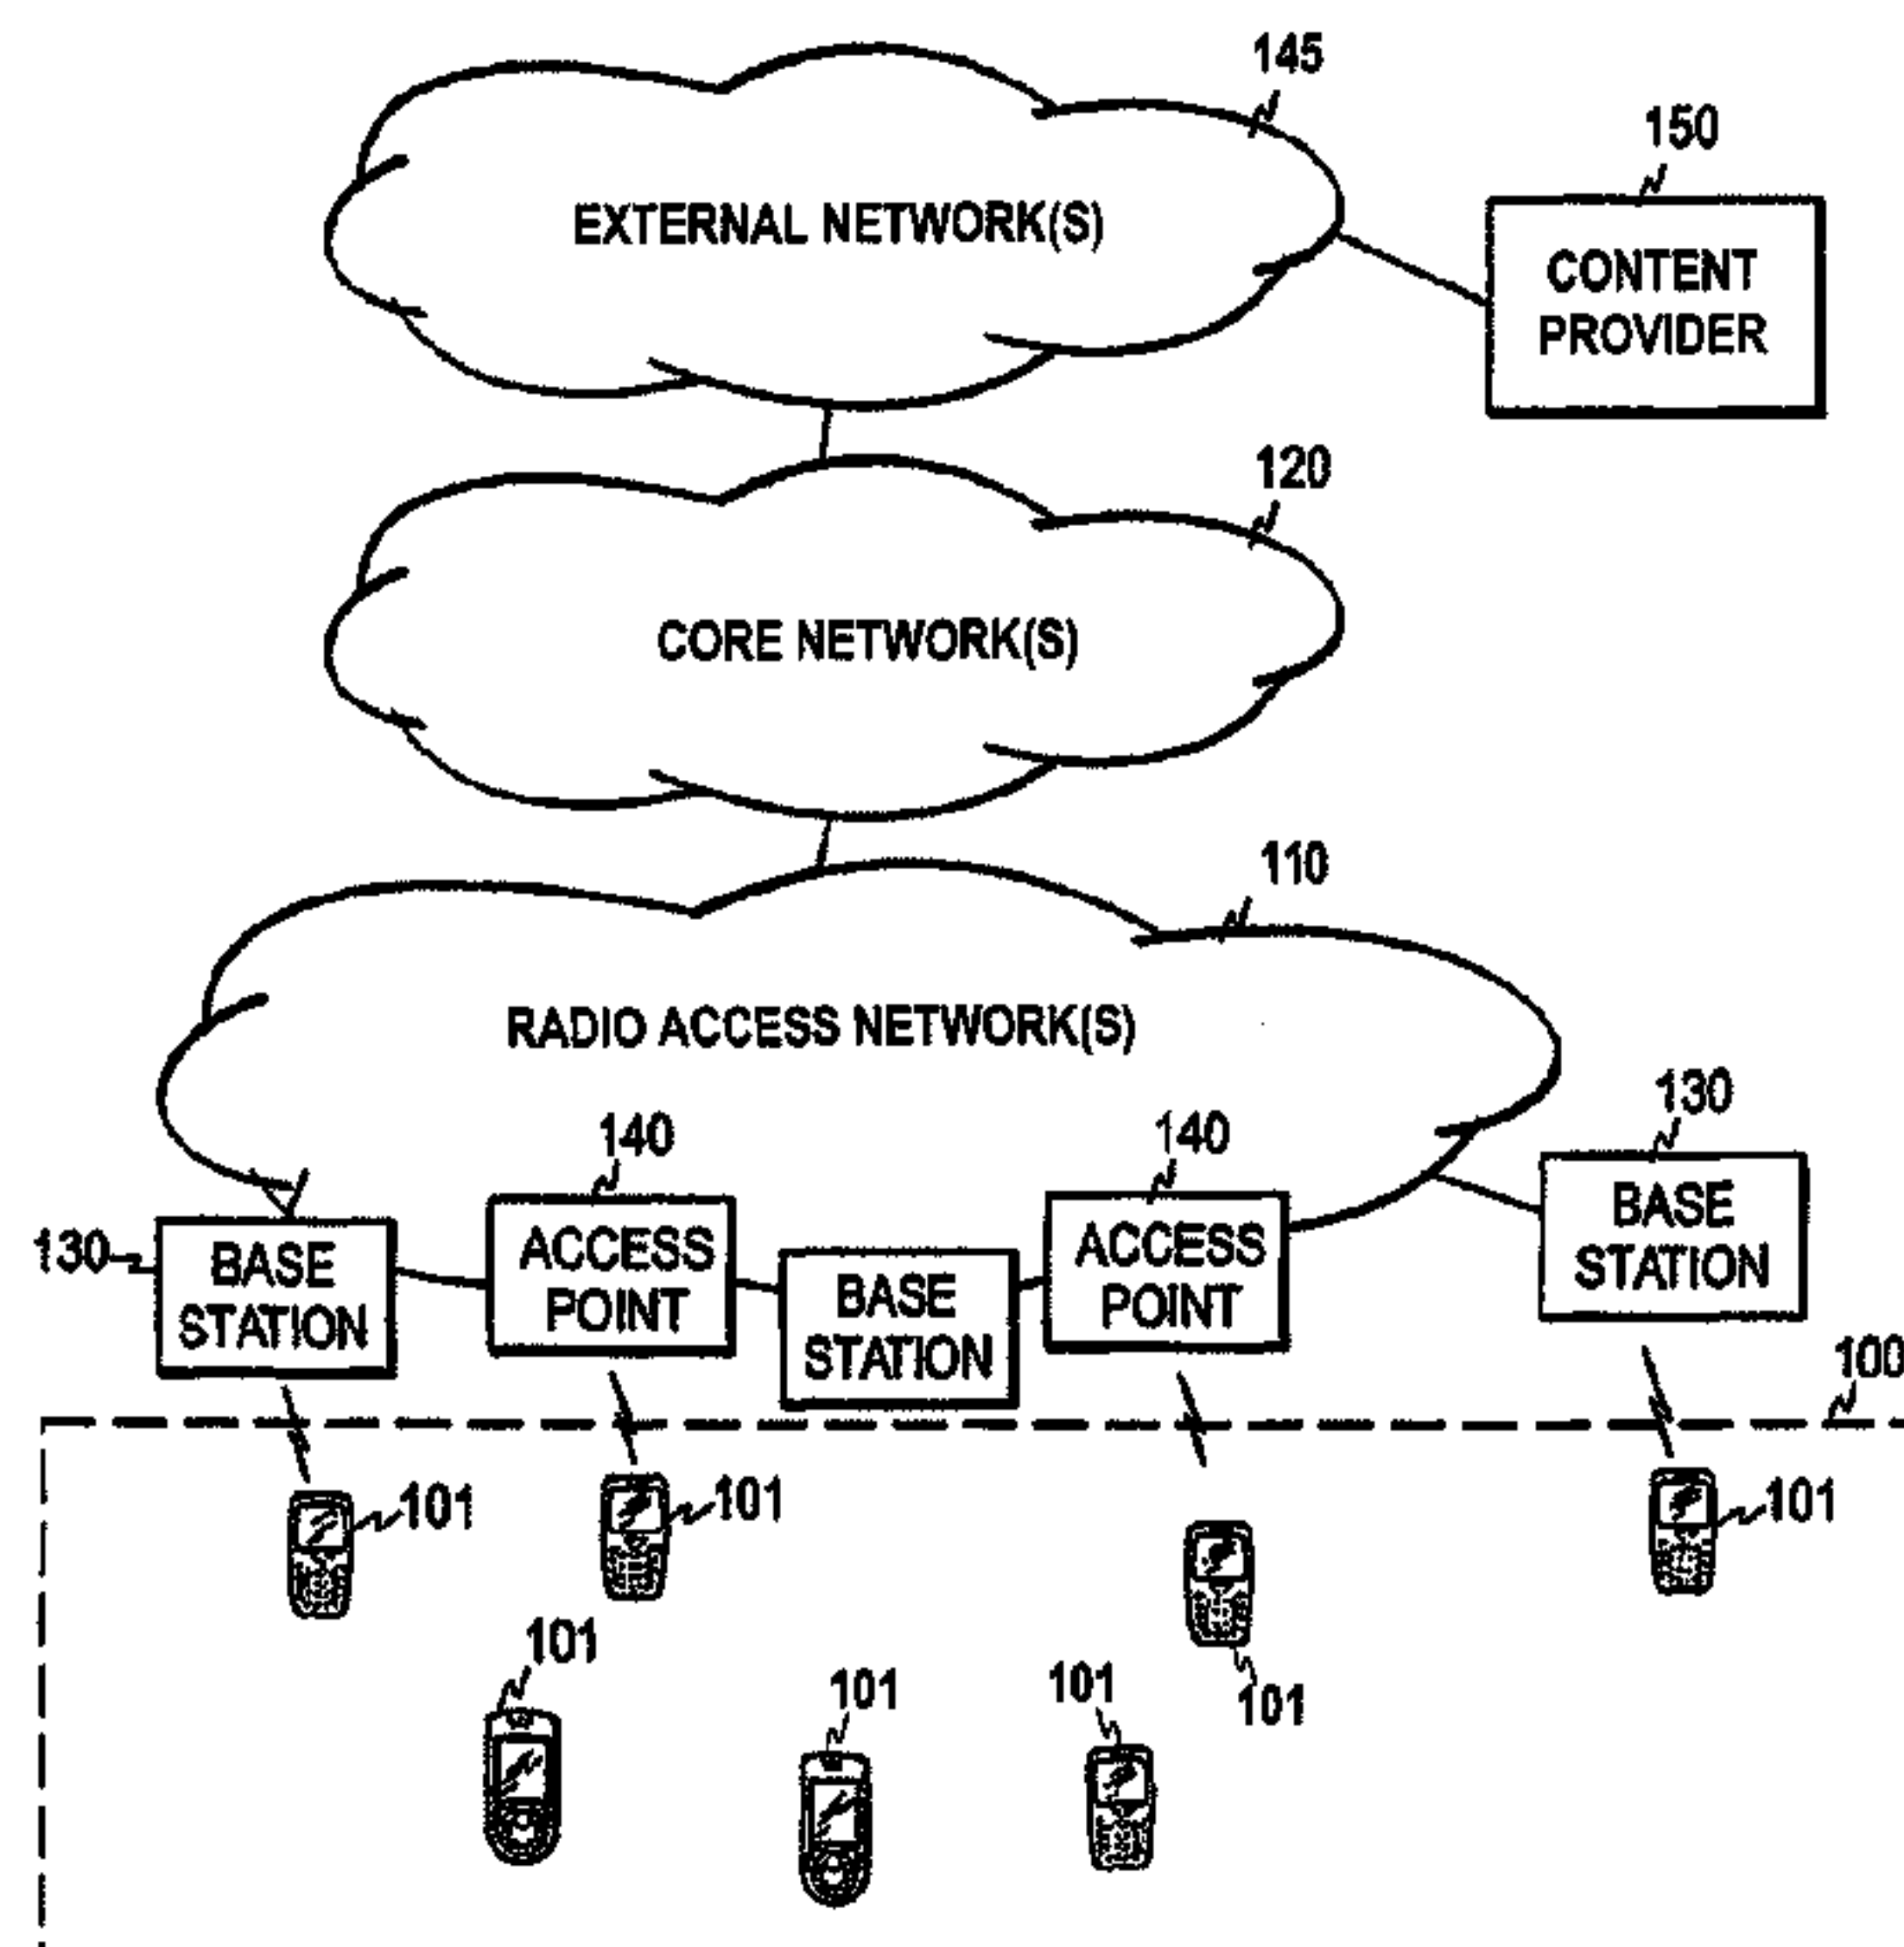 145
150
EXTERNAL NETWORK(S)
CONTENT
PROVIDER
120
CORE NETWORK(S)
110
RADIO ACCESS NETWORK(S)
130
140
140
BASE
STATION
130
BASE
STATION
ACCESS
POINT
BASE
STATION
ACCESS
POINT
100
101
101
101
101
101
101
101